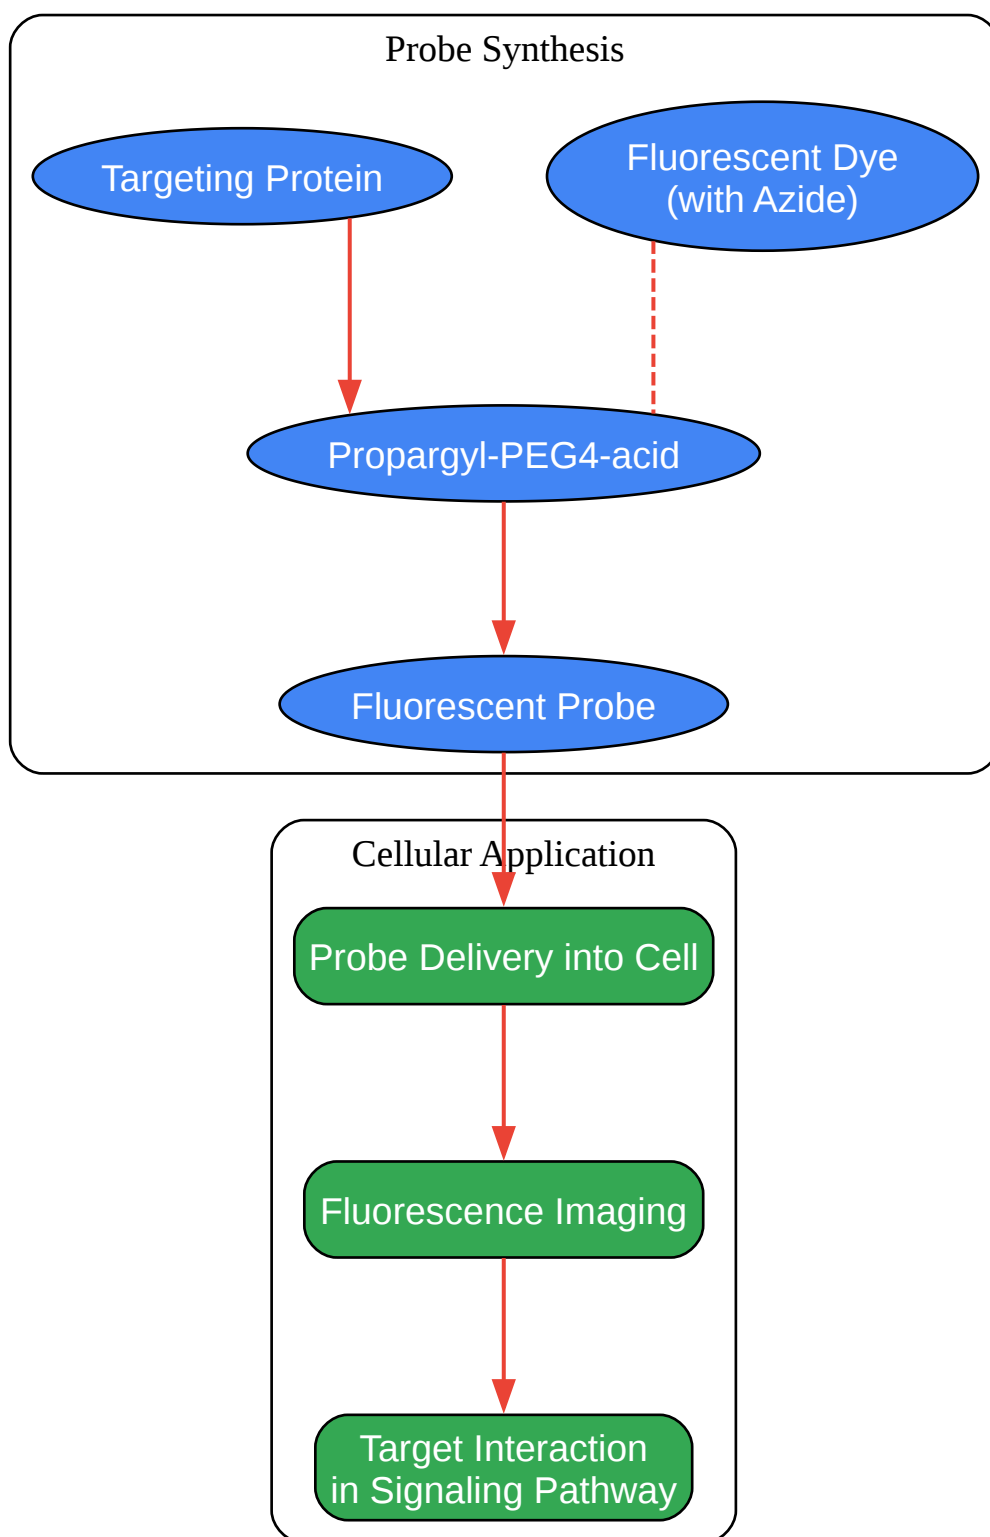 Probe Synthesis
Targeting Protein
Fluorescent Dye
(with Azide)
Propargyl-PEG4-acid
Fluorescent Probe
Cellular Application
Probe Delivery into Cell
Fluorescence Imaging
Target Interaction
in Signaling Pathway